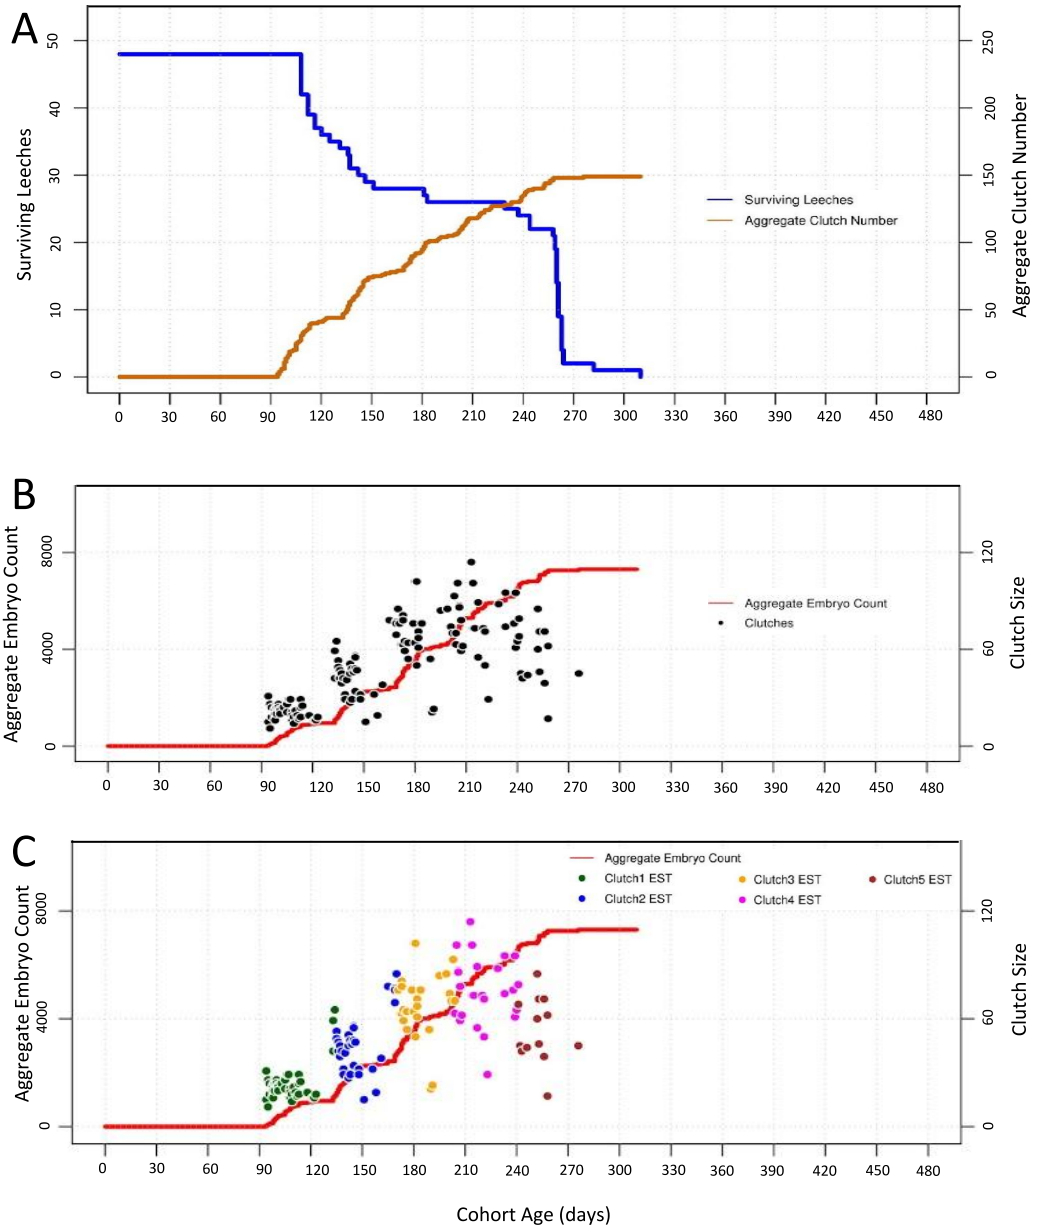 A
50
40
30
20
10
0
Surviving Leeches
250
200
150
100
50
0
Aggregate Clutch Number
Surviving Leeches
Aggregate Clutch Number
0 30 60 90 120 150 180 210 240 270 300 330 360 390 420 450 480
B
8000
4000
0
Aggregate Embryo Count
120
60
0
Clutch Size
Aggregate Embryo Count
Clutches
0 30 60 90 120 150 180 210 240 270 300 330 360 390 420 450 480
C
8000
4000
0
Aggregate Embryo Count
120
60
0
Clutch Size
Aggregate Embryo Count
Clutch1 EST Clutch3 EST Clutch5 EST
Clutch2 EST Clutch4 EST
0 30 60 90 120 150 180 210 240 270 300 330 360 390 420 450 480
Cohort Age (days)